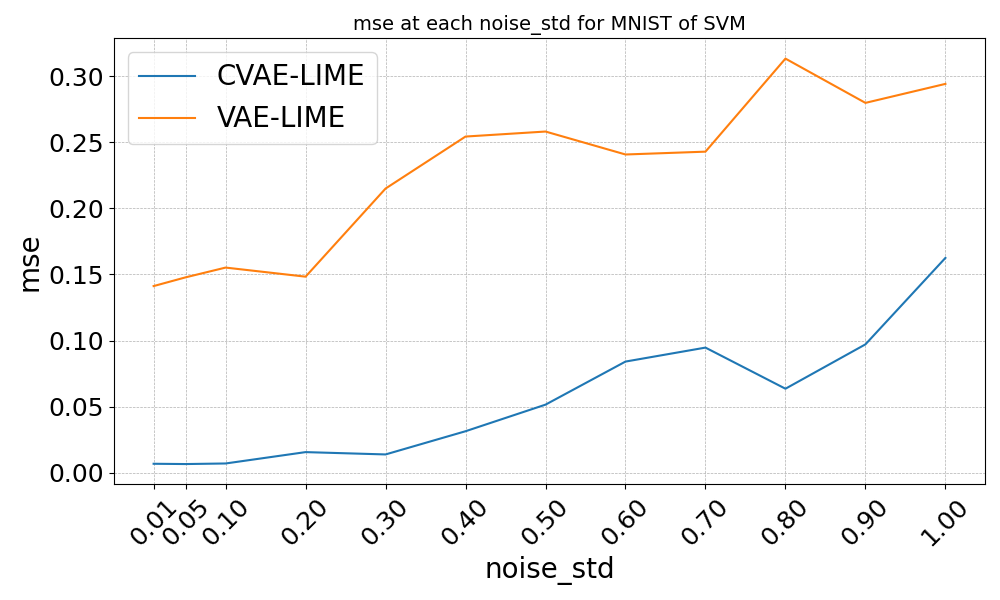 mse at each noise_std for MNIST of SVM
CVAE-LIME
VAE-LIME
mse
0.30
0.25
0.20
0.15
0.10
0.05
0.00
0.01 0.05 0.10 0.20 0.30 0.40 0.50 0.60 0.70 0.80 0.90 1.00
noise_std